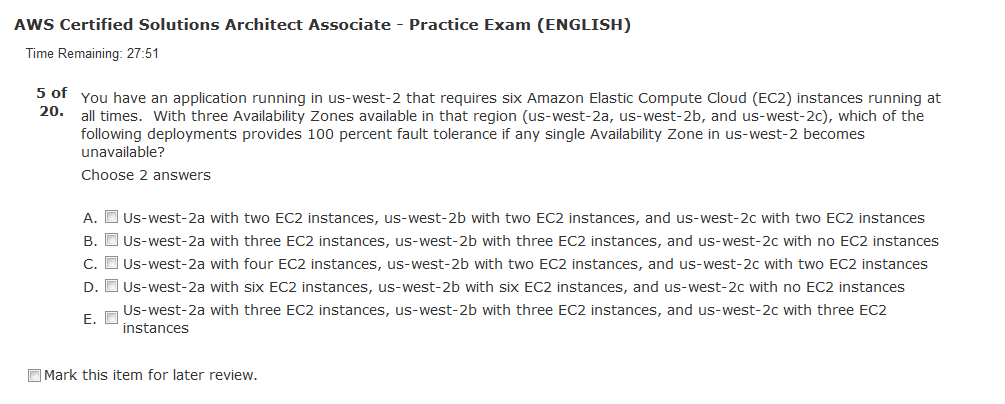 AWS Certified Solutions Architect Associate - Practice Exam (ENGLISH)
Time Remaining: 27:51
5 of 20.
You have an application running in us-west-2 that requires six Amazon Elastic Compute Cloud (EC2) instances running at
all times.  With three Availability Zones available in that region (us-west-2a, us-west-2b, and us-west-2c), which of the
following deployments provides 100 percent fault tolerance if any single Availability Zone in us-west-2 becomes
unavailable?
Choose 2 answers
A. Us-west-2a with two EC2 instances, us-west-2b with two EC2 instances, and us-west-2c with two EC2 instances
B. Us-west-2a with three EC2 instances, us-west-2b with three EC2 instances, and us-west-2c with no EC2 instances
C. Us-west-2a with four EC2 instances, us-west-2b with two EC2 instances, and us-west-2c with two EC2 instances
D. Us-west-2a with six EC2 instances, us-west-2b with six EC2 instances, and us-west-2c with no EC2 instances
E. Us-west-2a with three EC2 instances, us-west-2b with three EC2 instances, and us-west-2c with three EC2
instances
Mark this item for later review.